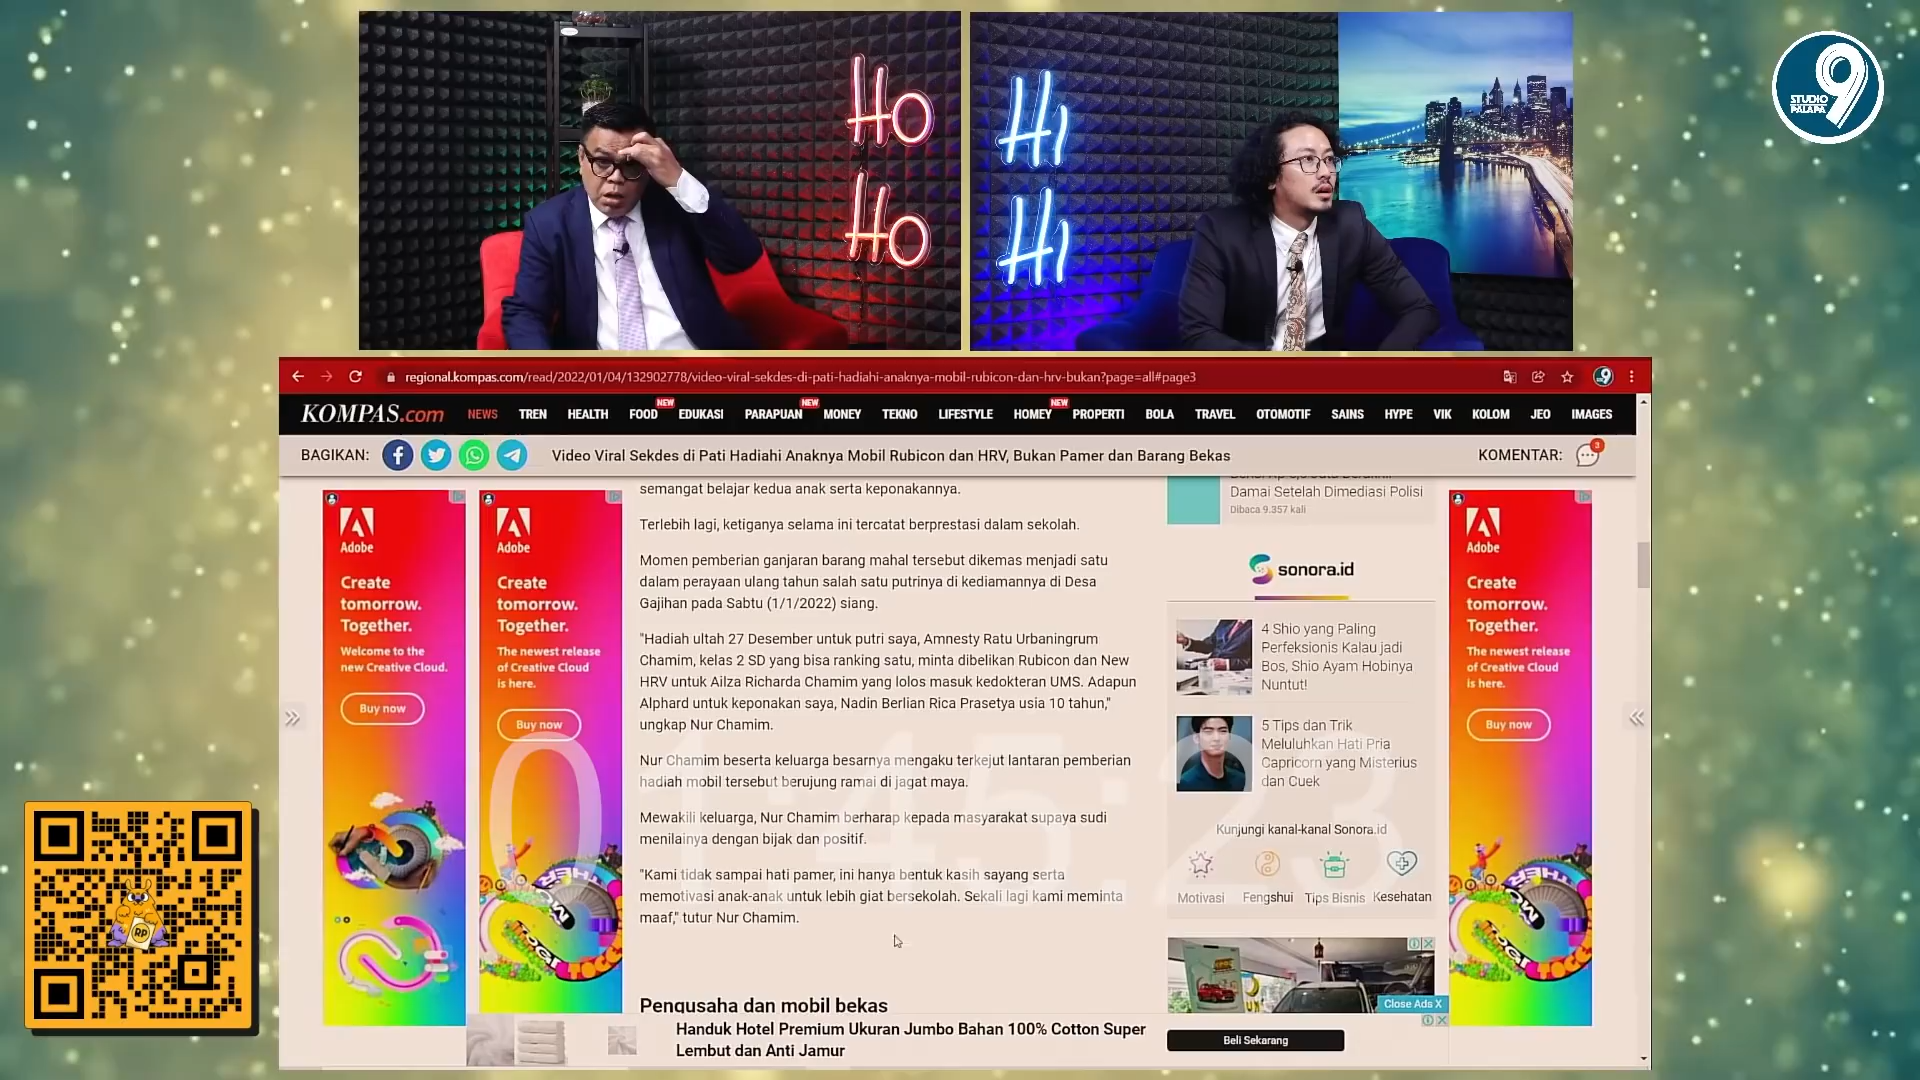 Ho
Ho
Hi
Hi
9
STUDIO
PALAPA
regional.kompas.com/read/2022/01/04/132902778/video-viral-sekdes-di-pati-hadiahi-anaknya-mobil-rubicon-dan-hrv-bukan?page=all#page3
KOMPAS.com NEWS TREN HEALTH FOOD NEW EDUKASI PARAPUAN NEW MONEY TEKNO LIFESTYLE HOMEY NEW PROPERTI BOLA TRAVEL OTOMOTIF SAINS HYPE VIK KOLOM JEO IMAGES
BAGIKAN: Video Viral Sekdes di Pati Hadiahi Anaknya Mobil Rubicon dan HRV, Bukan Pamer dan Barang Bekas KOMENTAR: 3
Adobe
Create
tomorrow.
Together.
Welcome to the
new Creative Cloud.
Buy now
Adobe
Create
tomorrow.
Together.
The newest release
of Creative Cloud
is here.
Buy now
semangat belajar kedua anak serta keponakannya.
Terlebih lagi, ketiganya selama ini tercatat berprestasi dalam sekolah.
Momen pemberian ganjaran barang mahal tersebut dikemas menjadi satu
dalam perayaan ulang tahun salah satu putrinya di kediamannya di Desa
Gajihan pada Sabtu (1/1/2022) siang.
"Hadiah ultah 27 Desember untuk putri saya, Amnesty Ratu Urbaningrum
Chamim, kelas 2 SD yang bisa ranking satu, minta dibelikan Rubicon dan New
HRV untuk Ailza Richarda Chamim yang lolos masuk kedokteran UMS. Adapun
Alphard untuk keponakan saya, Nadin Berlian Rica Prasetya usia 10 tahun,"
ungkap Nur Chamim.
Nur Chamim beserta keluarga besarnya mengaku terkejut lantaran pemberian
hadiah mobil tersebut berujung ramai di jagat maya.
Mewakili keluarga, Nur Chamim berharap kepada masyarakat supaya sudi
menilainya dengan bijak dan positif.
"Kami tidak sampai hati pamer, ini hanya bentuk kasih sayang serta
memotivasi anak-anak untuk lebih giat bersekolah. Sekali lagi kami meminta
maaf," tutur Nur Chamim.
Pengusaha dan mobil bekas
01:45:23
Damai Setelah Dimediasi Polisi
Dibaca 9.357 kali
sonora.id
4 Shio yang Paling
Perfeksionis Kalau jadi
Bos, Shio Ayam Hobinya
Nuntut!
5 Tips dan Trik
Meluluhkan Hati Pria
Capricorn yang Misterius
dan Cuek
Kunjungi kanal-kanal Sonora.id
Motivasi Fengshui Tips Bisnis Kesehatan
Close Ads X
Adobe
Create
tomorrow.
Together.
The newest release
of Creative Cloud
is here.
Buy now
Handuk Hotel Premium Ukuran Jumbo Bahan 100% Cotton Super
Lembut dan Anti Jamur
Beli Sekarang
RP